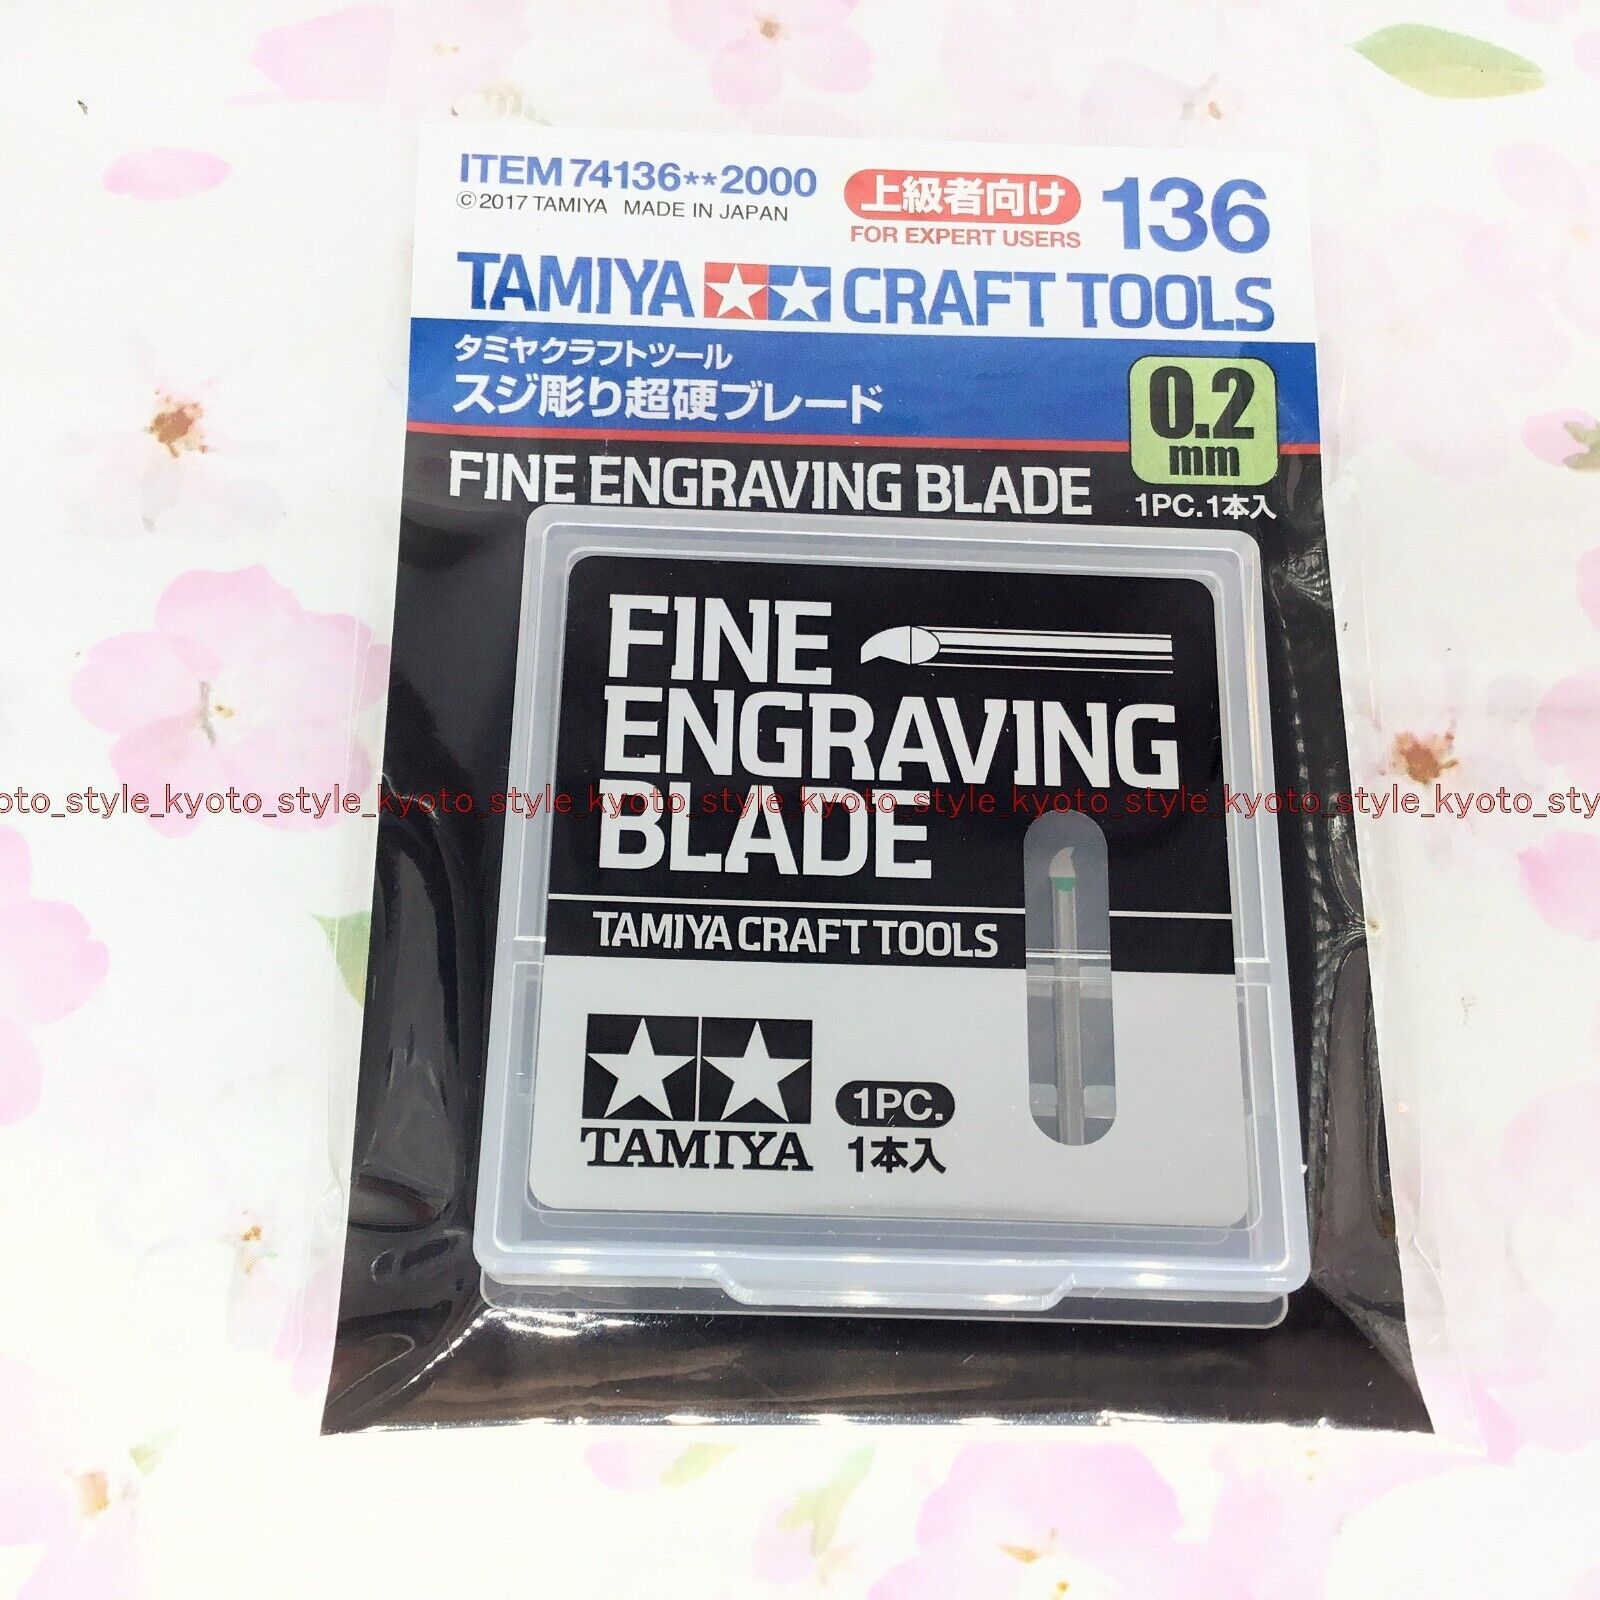 ITEM 74136**2000
©2017 TAMIYA MADE IN JAPAN
上級者向け
FOR EXPERT USERS
136
TAMIYA CRAFT TOOLS
タミヤクラフトツール
スジ彫り超硬ブレード
0.2
mm
FINE ENGRAVING BLADE
1PC.1本入
FINE
ENGRAVING
BLADE
oto_style_kyoto_style_kyoto_style_kyoto_style_kyoto_style_kyoto_style_kyoto_sty
TAMIYA CRAFT TOOLS
TAMIYA
1PC.
1本入